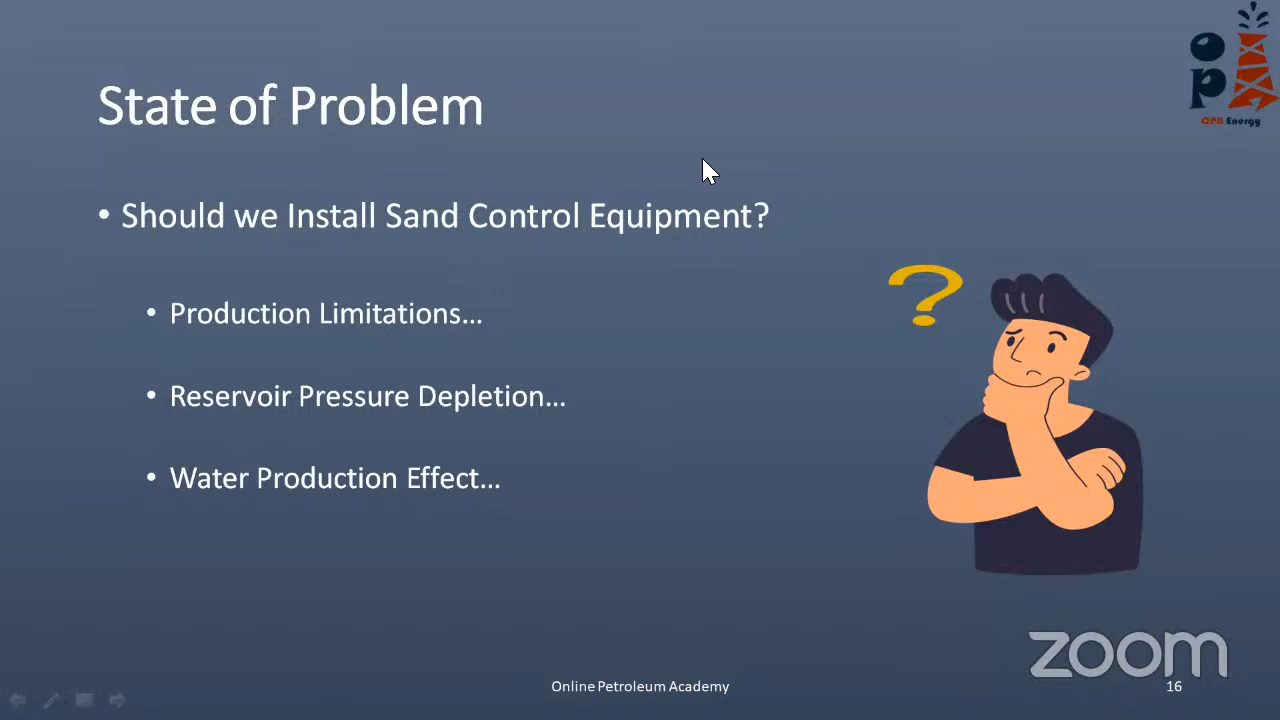 OPA Energy
State of Problem
• Should we Install Sand Control Equipment?
• Production Limitations...
• Reservoir Pressure Depletion...
• Water Production Effect...
?
zoom
Online Petroleum Academy
16